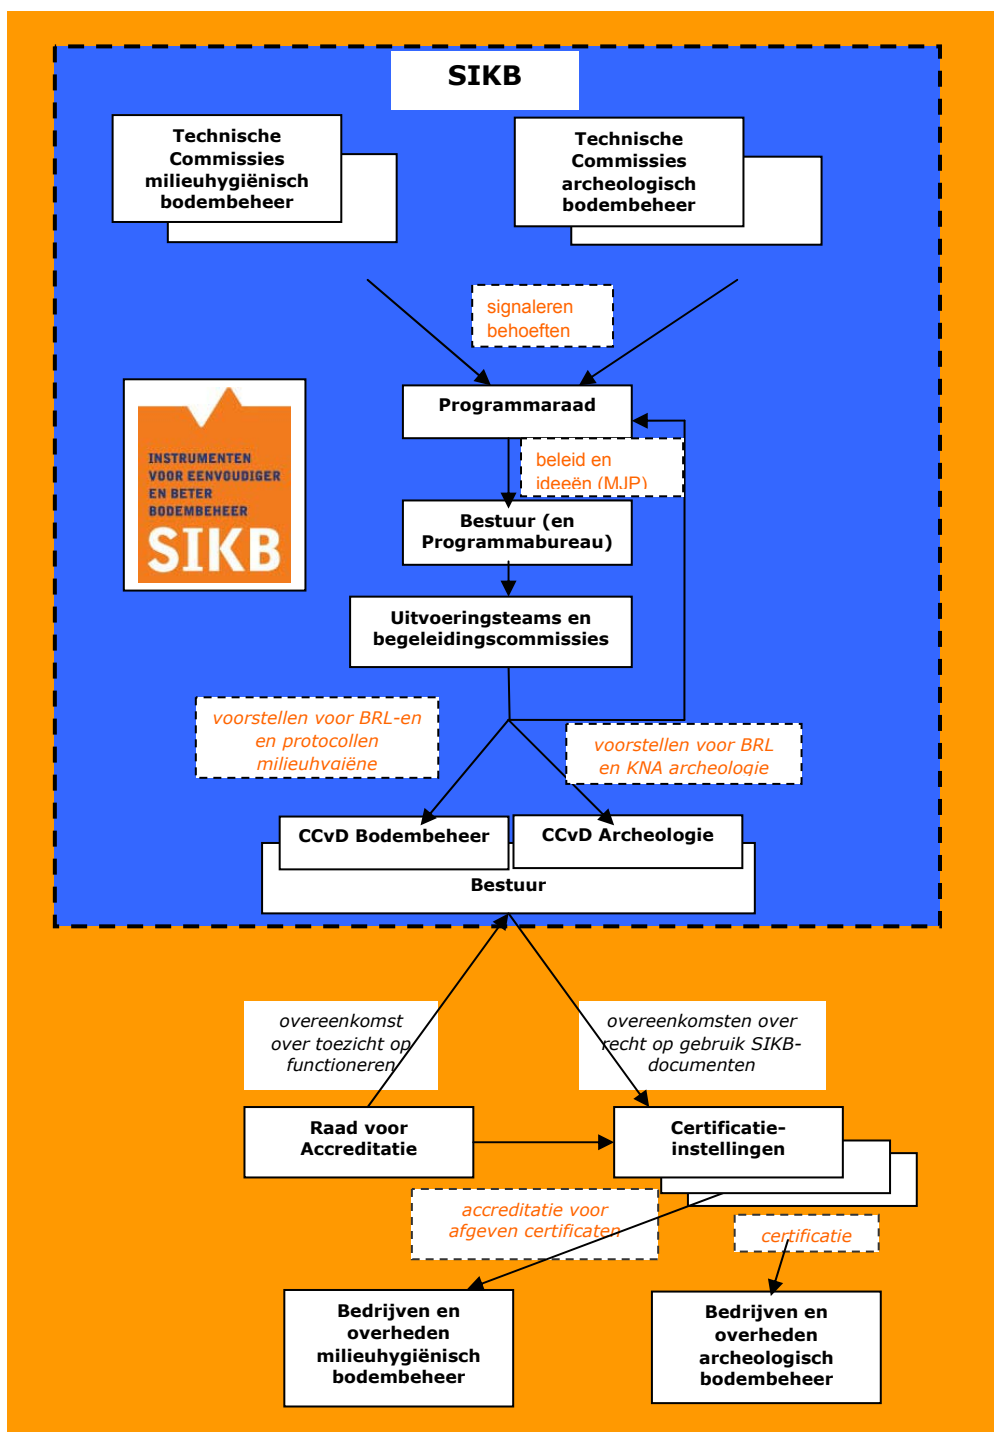 SIKB
Technische
Commissies
milieuhygiënisch
bodembeheer
Technische
Commissies
archeologisch
bodembeheer
signaleren
behoeften
INSTRUMENTEN
VOOR EENVOUDIGER
EN BETER
BODEMBEHEER
SIKB
Programmaraad
beleid en
ideeën (MJP)
Bestuur (en
Programmabureau)
Uitvoeringsteams en
begeleidingscommissies
voorstellen voor BRL-en
en protocollen
milieuhygiëne
voorstellen voor BRL
en KNA archeologie
CCvD Bodembeheer
CCvD Archeologie
Bestuur
overeenkomst
over toezicht op
functioneren
overeenkomsten over
recht op gebruik SIKB-
documenten
Raad voor
Accreditatie
Certificatie-
instellingen
accreditatie voor
afgeven certificaten
certificatie
Bedrijven en
overheden
milieuhygiënisch
bodembeheer
Bedrijven en
overheden
archeologisch
bodembeheer